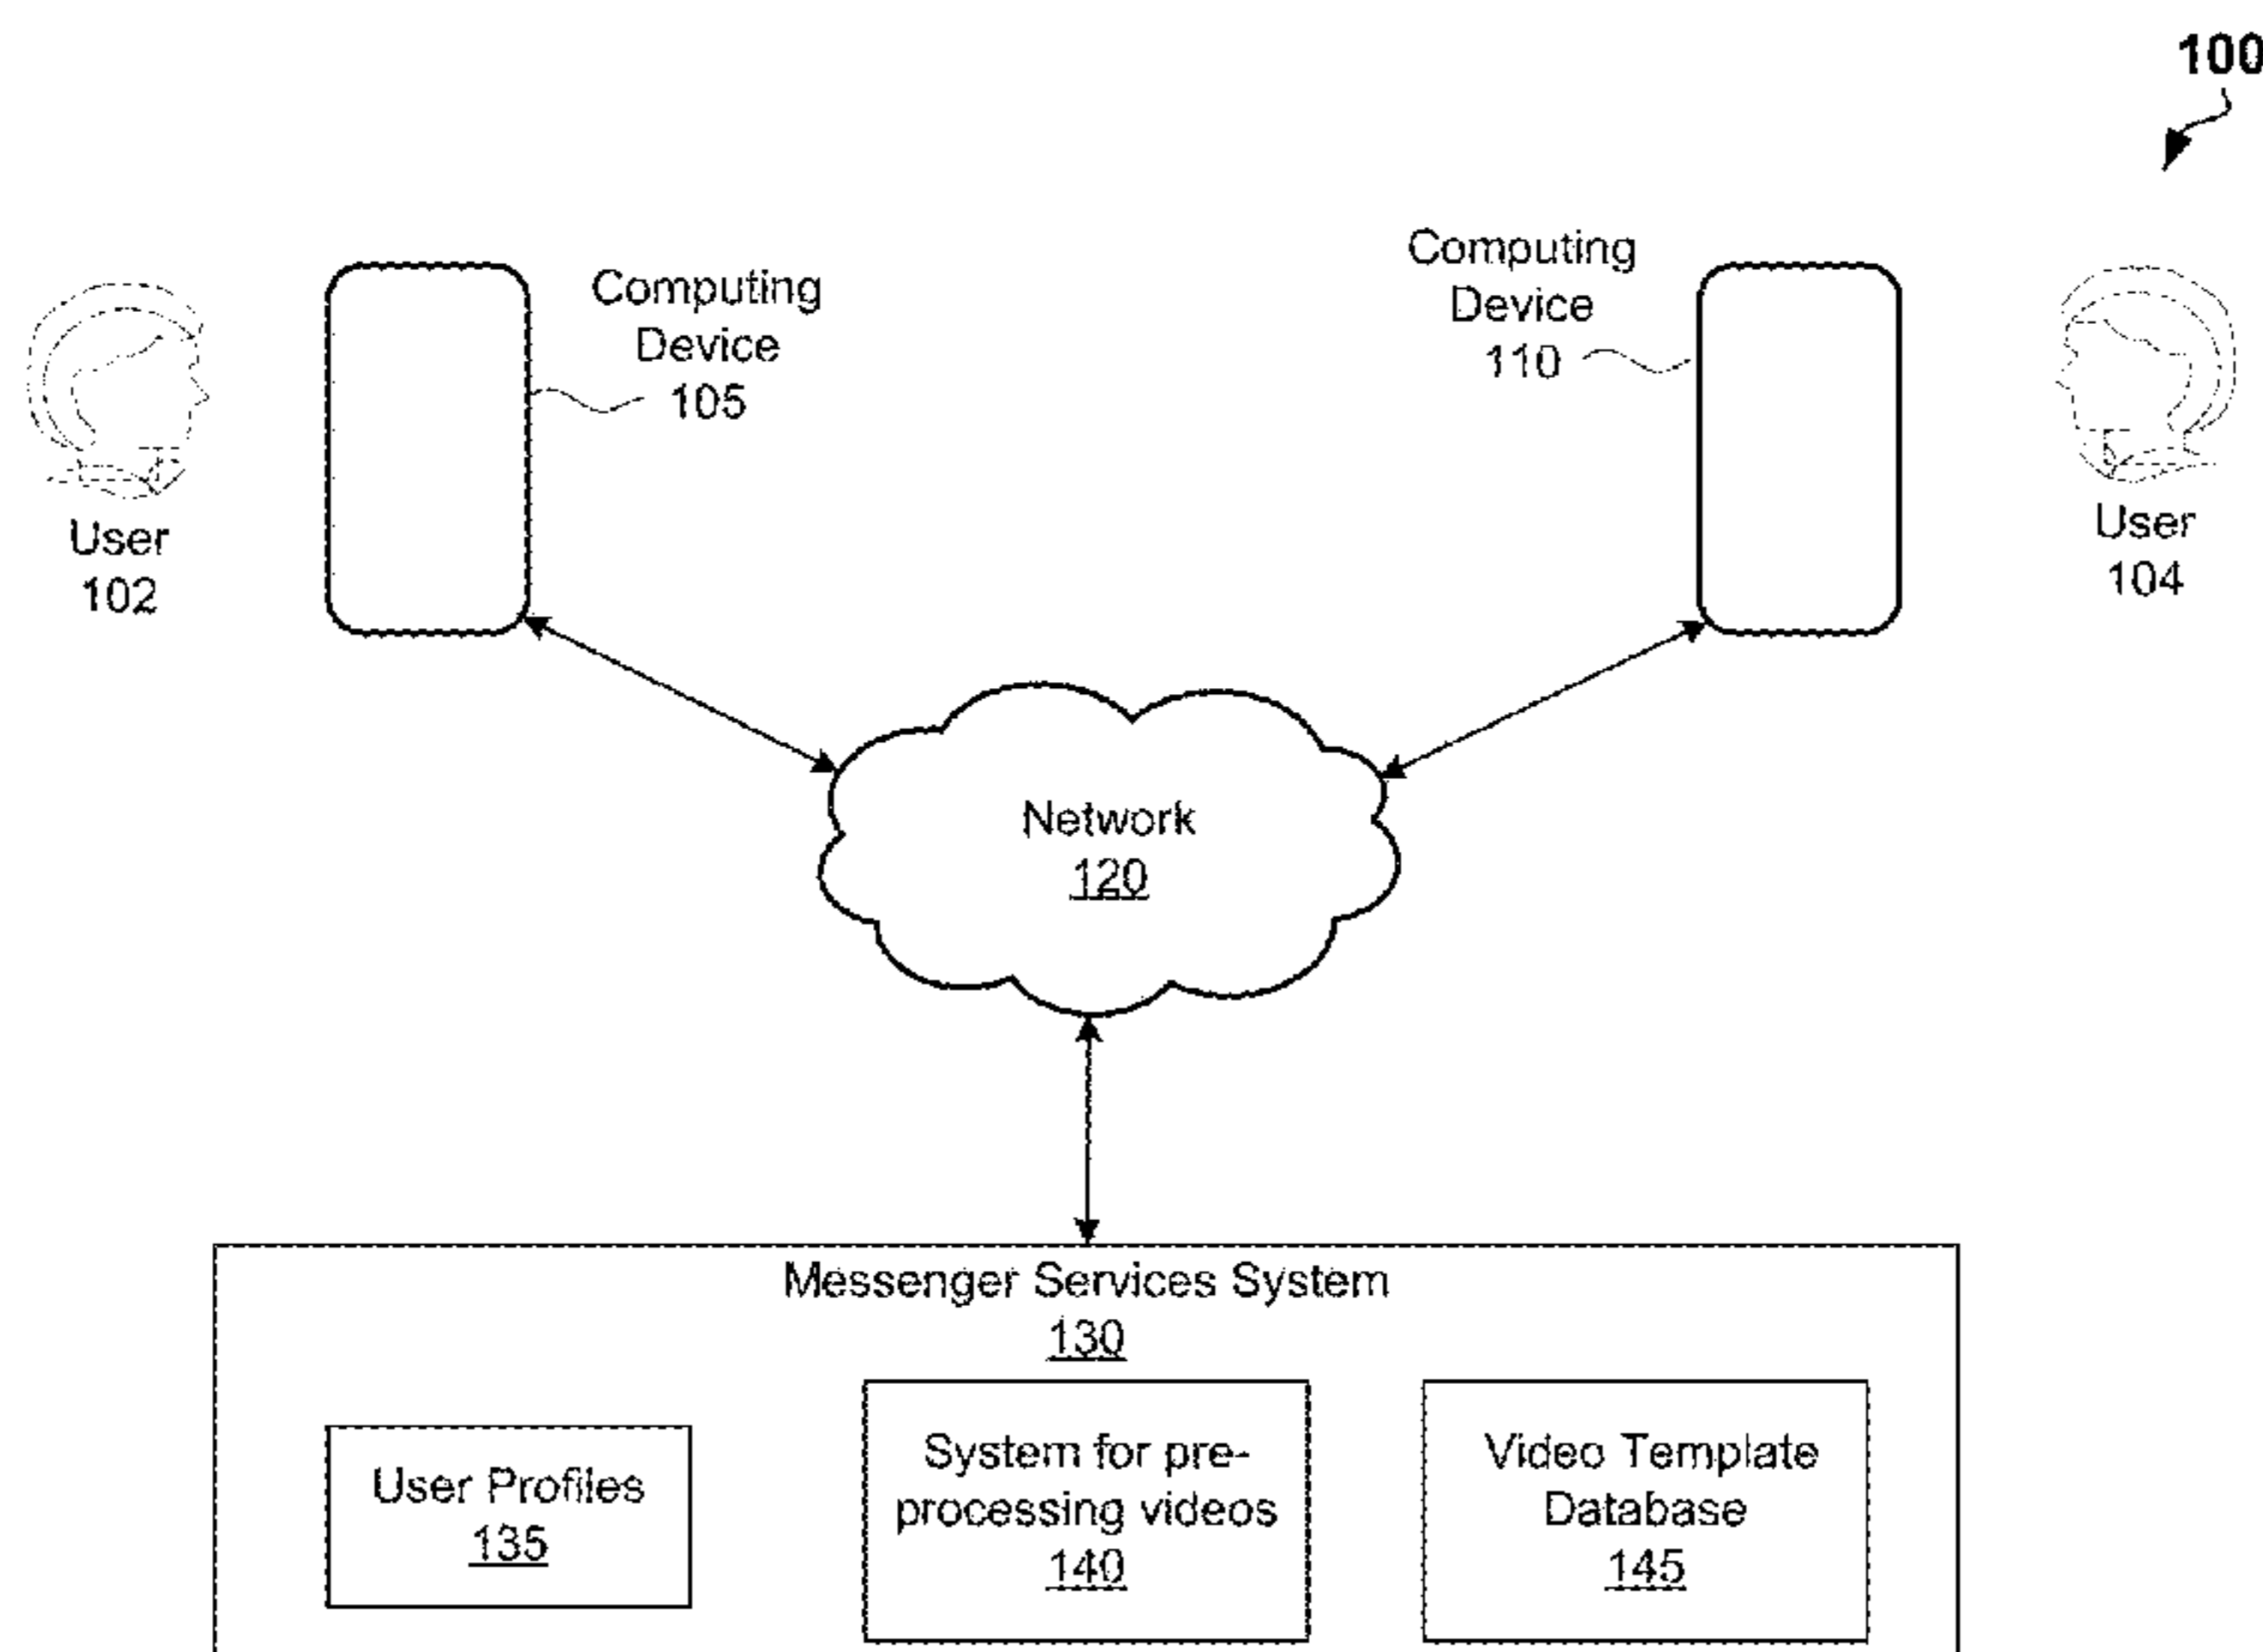 100
Computing
Device
105
Computing
Device
110
User
102
User
104
Network
120
Messenger Services System
130
User Profiles
135
System for pre-
processing videos
140
Video Template
Database
145